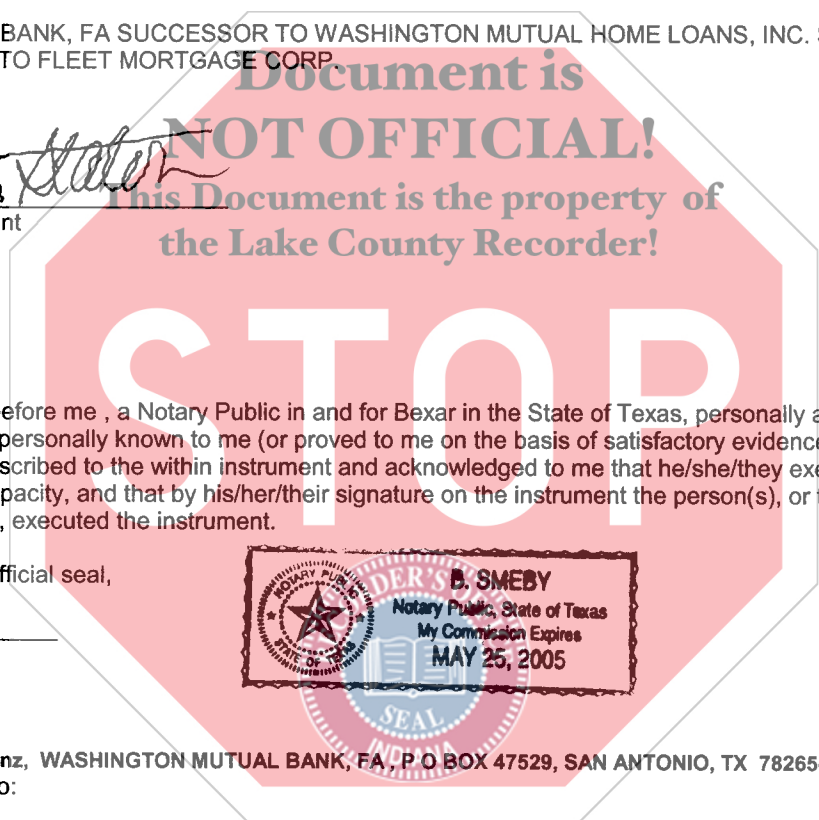 BANK, FA SUCCESSOR TO WASHINGTON MUTUAL HOME LOANS, INC.
TO FLEET MORTGAGE CORP.
Document is
NOT OFFICIAL!
This Document is the property of
the Lake County Recorder!
nt
STOP
efore me , a Notary Public in and for Bexar in the State of Texas, personally a
personally known to me (or proved to me on the basis of satisfactory evidence
scribed to the within instrument and acknowledged to me that he/she/they exe
pacity, and that by his/her/their signature on the instrument the person(s), or
, executed the instrument.
fficial seal,
NOTARY PUBLIC
STATE OF TEXAS
B. SMEBY
Notary Public, State of Texas
My Commission Expires
MAY 25, 2005
SEAL
INDIANA
nz, WASHINGTON MUTUAL BANK, FA , P O BOX 47529, SAN ANTONIO, TX 78265
o: